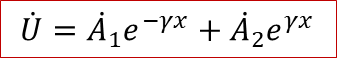 U̇ = Ȧ₁e^{-γx} + Ȧ₂e^{γx}